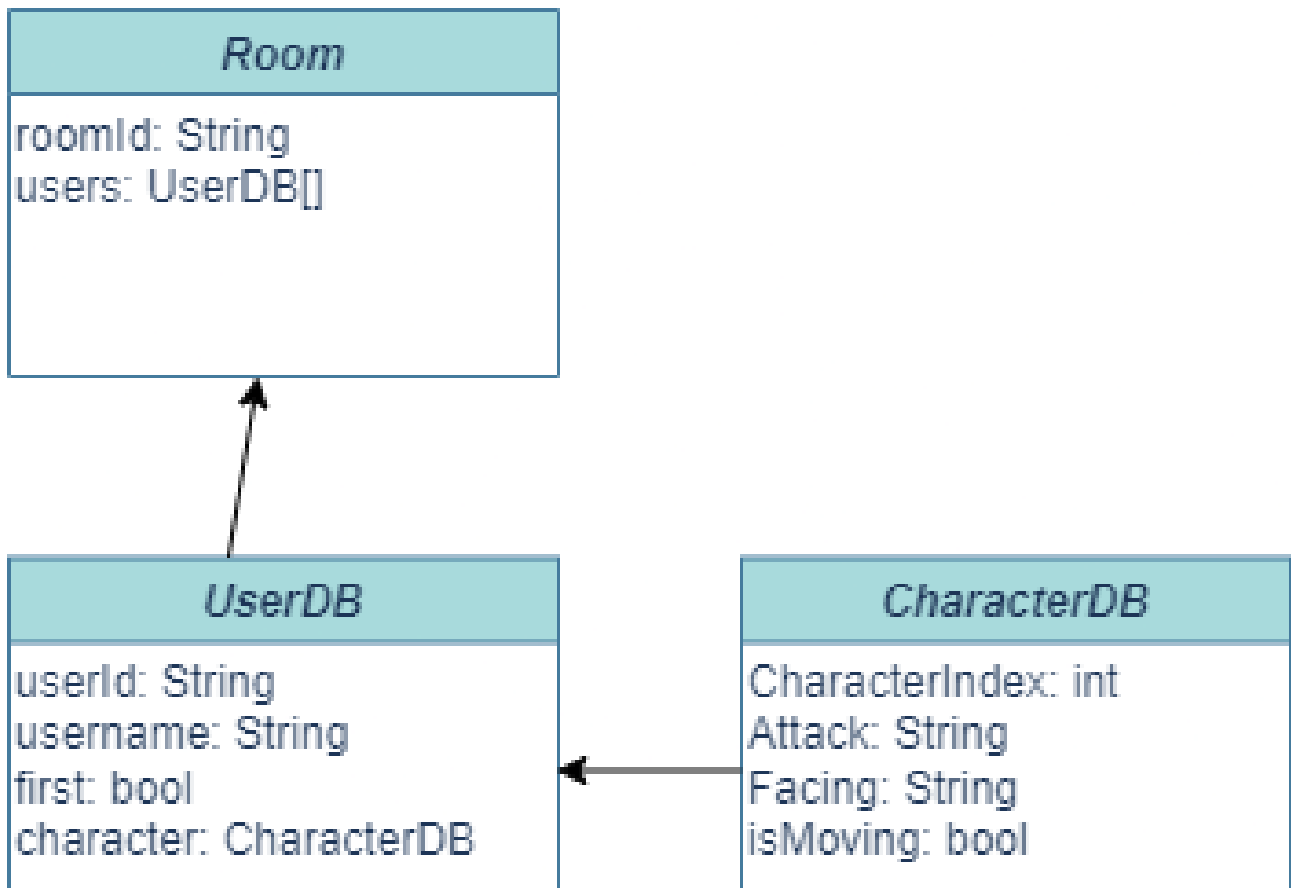 Room
roomId: String
users: UserDB[]
UserDB
userId: String
username: String
first: bool
character: CharacterDB
CharacterDB
CharacterIndex: int
Attack: String
Facing: String
isMoving: bool